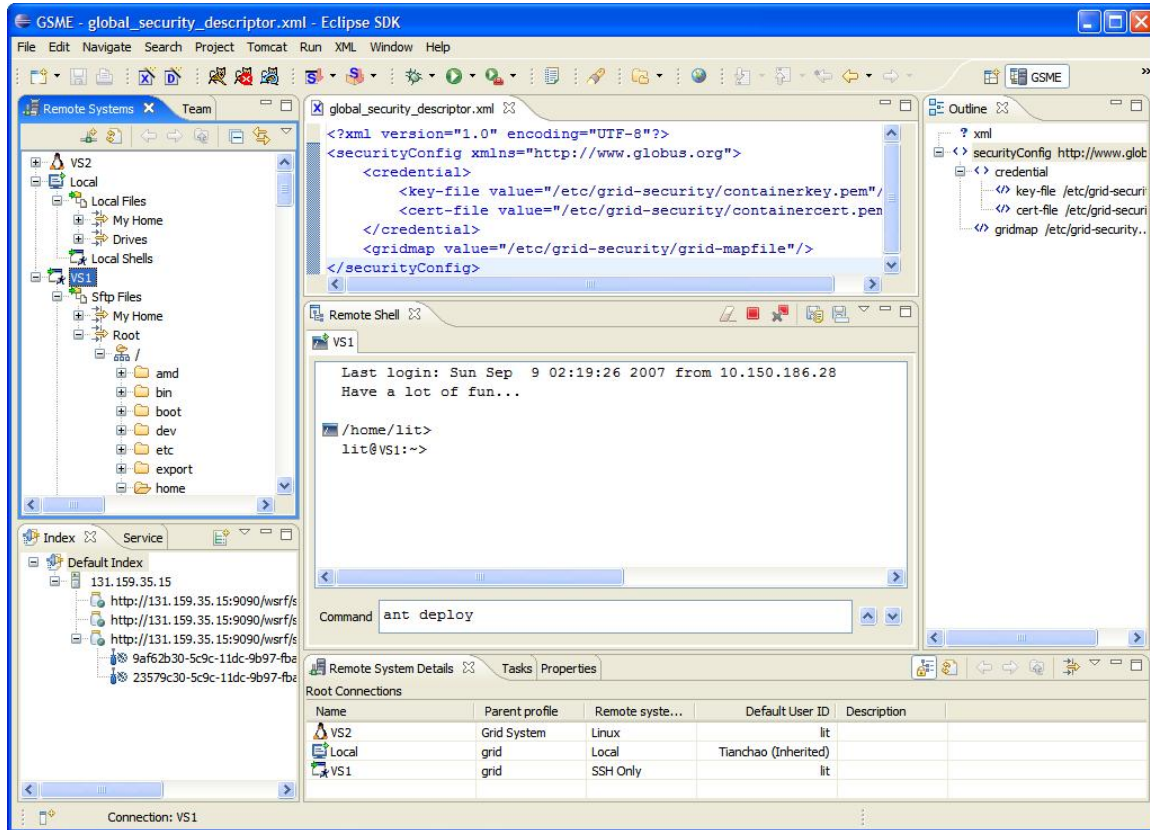 GSME - global_security_descriptor.xml - Eclipse SDK
File Edit Navigate Search Project Tomcat Run XML Window Help
GSME
Remote Systems Team
VS2
Local
Local Files
My Home
Drives
Local Shells
VS1
Sftp Files
My Home
Root
/
amd
bin
boot
dev
etc
export
home
global_security_descriptor.xml
<?xml version="1.0" encoding="UTF-8"?>
<securityConfig xmlns="http://www.globus.org">
<credential>
<key-file value="/etc/grid-security/containerkey.pem"/
<cert-file value="/etc/grid-security/containercert.pem
</credential>
<gridmap value="/etc/grid-security/grid-mapfile"/>
</securityConfig>
Outline
xml
securityConfig http://www.glob
credential
key-file /etc/grid-securi
cert-file /etc/grid-securi
gridmap /etc/grid-security...
Remote Shell
VS1
Last login: Sun Sep 9 02:19:26 2007 from 10.150.186.28
Have a lot of fun...
/home/lit>
lit@VS1:~>
Command ant deploy
Index Service
Default Index
131.159.35.15
http://131.159.35.15:9090/wsrf/s
http://131.159.35.15:9090/wsrf/s
http://131.159.35.15:9090/wsrf/s
9af62b30-5c9c-11dc-9b97-fba
23579c30-5c9c-11dc-9b97-fba
Remote System Details Tasks Properties
Root Connections
Name Parent profile Remote syste... Default User ID Description
VS2 Grid System Linux lit
Local grid Local Tianchao (Inherited)
VS1 grid SSH Only lit
Connection: VS1